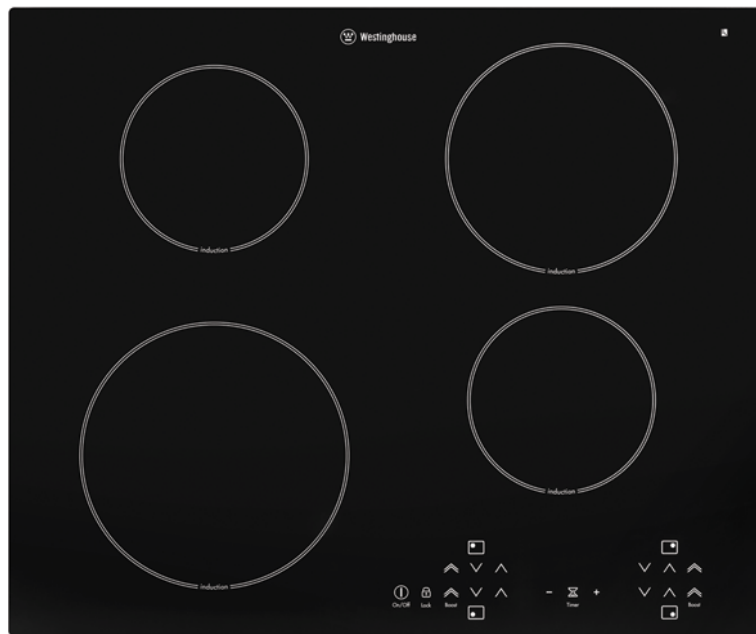 Westinghouse
induction
induction
induction
induction
On/Off Lock Boost - Timer + Boost